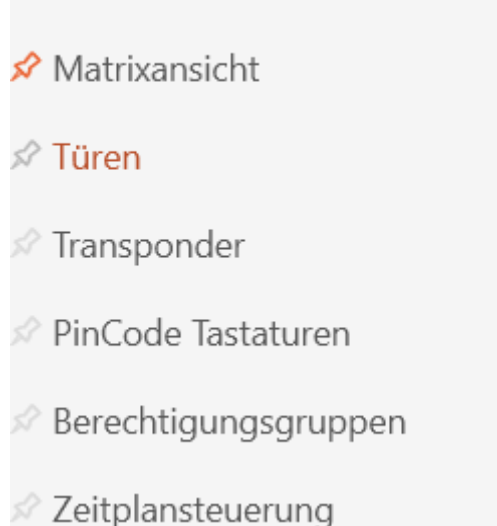 Matrixansicht
Türen
Transponder
PinCode Tastaturen
Berechtigungsgruppen
Zeitplansteuerung